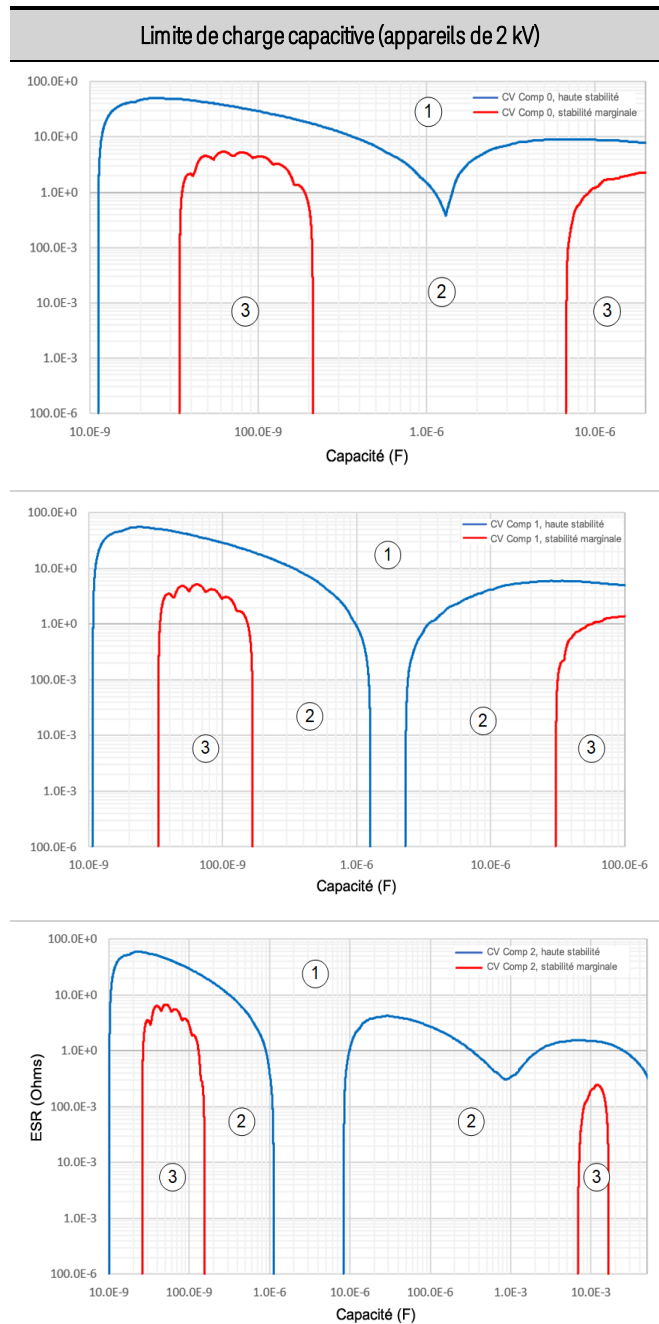 Limite de charge capacitive (appareils de 2 kV)
100.0E+0
CV Comp 0, haute stabilité
CV Comp 0, stabilité marginale
1
10.0E+0
1.0E+0
100.0E-3
2
10.0E-3
3
3
1.0E-3
100.0E-6
10.0E-9
100.0E-9
1.0E-6
10.0E-6
Capacité (F)
100.0E+0
CV Comp 1, haute stabilité
CV Comp 1, stabilité marginale
1
10.0E+0
1.0E+0
100.0E-3
2
2
10.0E-3
3
3
1.0E-3
100.0E-6
10.0E-9
100.0E-9
1.0E-6
10.0E-6
100.0E-6
Capacité (F)
100.0E+0
CV Comp 2, haute stabilité
CV Comp 2, stabilité marginale
1
10.0E+0
1.0E+0
ESR (Ohms)
100.0E-3
2
2
10.0E-3
3
3
1.0E-3
100.0E-6
10.0E-9
100.0E-9
1.0E-6
10.0E-6
100.0E-6
1.0E-3
10.0E-3
Capacité (F)